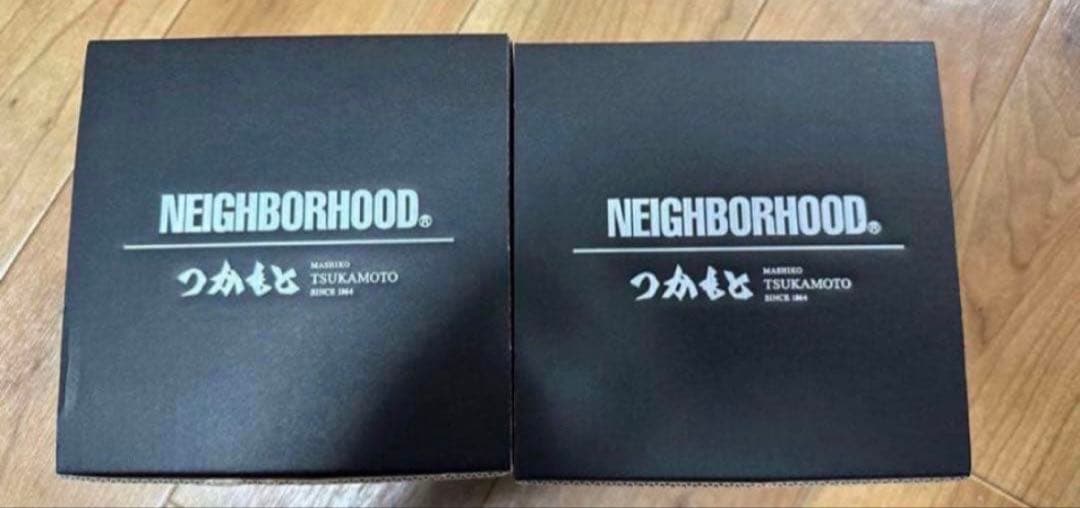 NEIGHBORHOOD®
つかもと
MASHIKO
TSUKAMOTO
SINCE 1864
NEIGHBORHOOD®
つかもと
MASHIKO
TSUKAMOTO
SINCE 1864